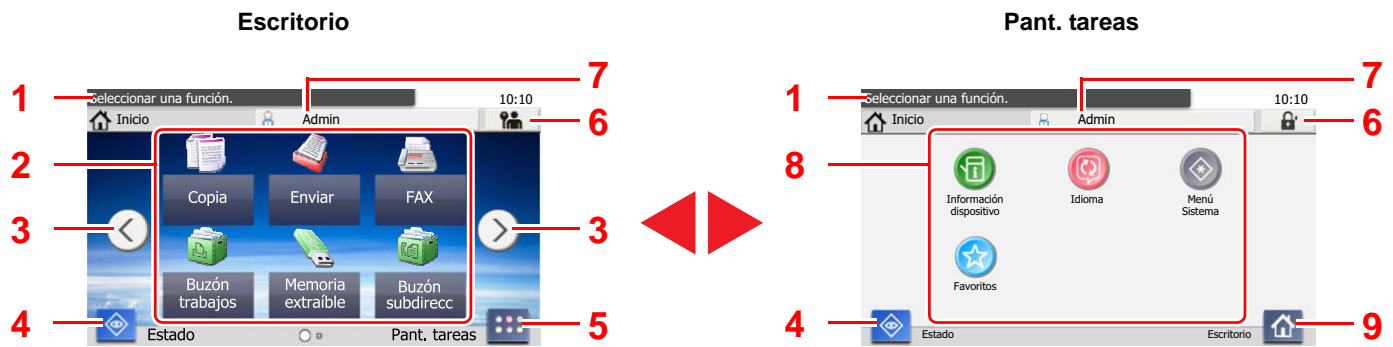 Escritorio
Pant. tareas
7
7
1
Seleccionar una función.
10:10
1
Seleccionar una función.
10:10
Inicio
Admin
6
Inicio
Admin
6
2
8
Copia
Enviar
FAX
Información
dispositivo
Idioma
Menú
Sistema
3
3
Buzón
trabajos
Memoria
extraíble
Buzón
subdirecc
Favoritos
4
Estado
Pant. tareas
5
4
Estado
Escritorio
9